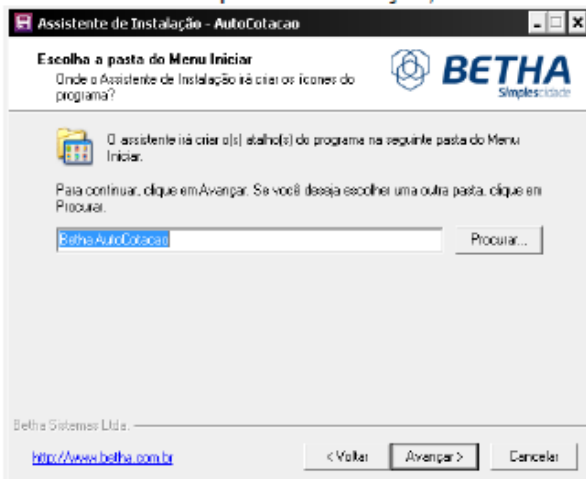 Assistente de Instalação - AutoCotacao
Escolha a pasta do Menu Iniciar
Onde o Assistente de Instalação irá criar os ícones do
programa?
BETHA
Simplescidade
O assistente irá criar o(s) atalho(s) do programa na seguinte pasta do Menu
Iniciar.
Para continuar, clique em Avançar. Se você deseja escolher uma outra pasta, clique em
Procurar.
Betha AutoCotacao
Procurar...
Betha Sistemas Ltda.
http://www.betha.com.br
< Voltar
Avançar >
Cancelar